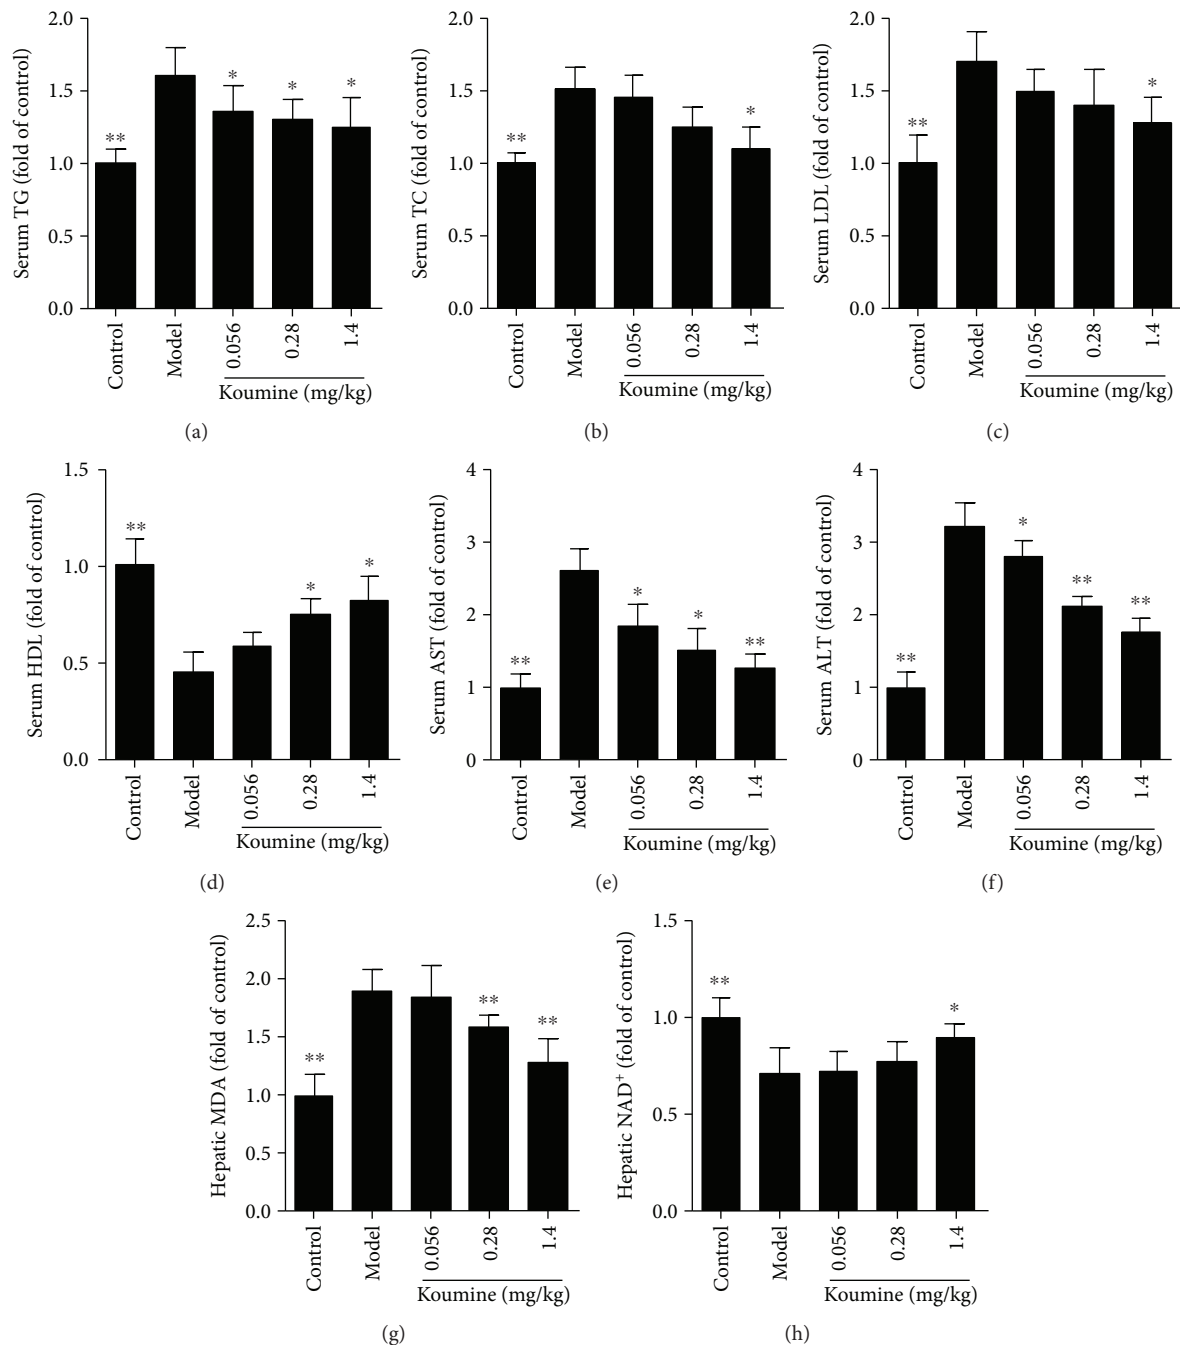 Serum TG (fold of control)
2.0
1.5
1.0
0.5
0.0
**
*
*
*
Control
Model
0.056
0.28
1.4
Koumine (mg/kg)
(a)
Serum TC (fold of control)
2.0
1.5
1.0
0.5
0.0
**
*
Control
Model
0.056
0.28
1.4
Koumine (mg/kg)
(b)
Serum LDL (fold of control)
2.0
1.5
1.0
0.5
0.0
**
*
Control
Model
0.056
0.28
1.4
Koumine (mg/kg)
(c)
Serum HDL (fold of control)
1.5
1.0
0.5
0.0
**
*
*
Control
Model
0.056
0.28
1.4
Koumine (mg/kg)
(d)
Serum AST (fold of control)
4
3
2
1
0
**
*
*
**
Control
Model
0.056
0.28
1.4
Koumine (mg/kg)
(e)
Serum ALT (fold of control)
4
3
2
1
0
**
*
**
**
Control
Model
0.056
0.28
1.4
Koumine (mg/kg)
(f)
Hepatic MDA (fold of control)
2.5
2.0
1.5
1.0
0.5
0.0
**
**
**
Control
Model
0.056
0.28
1.4
Koumine (mg/kg)
(g)
Hepatic NAD⁺ (fold of control)
1.5
1.0
0.5
0.0
**
*
Control
Model
0.056
0.28
1.4
Koumine (mg/kg)
(h)